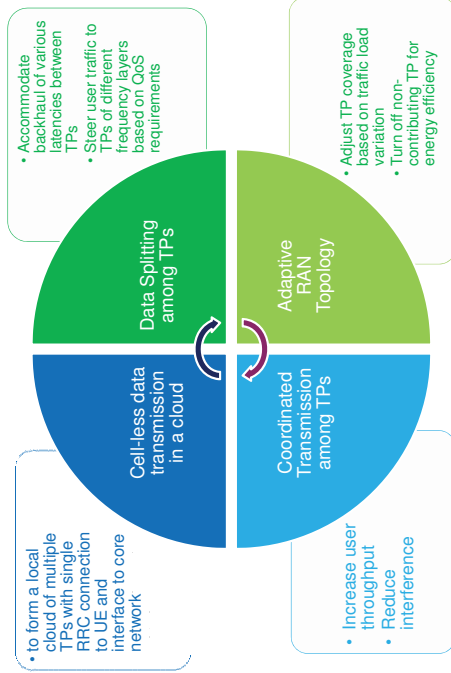 • to form a local
cloud of multiple
TPs with single
RRC connection
to UE and
interface to core
network
Cell-less data
transmission
in a cloud
Data Splitting
among TPs
• Accommodate
backhaul of various
latencies between
TPs
• Steer user traffic to
TPs of different
frequency layers
based on QoS
requirements
• Increase user
throughput
• Reduce
interference
Coordinated
Transmission
among TPs
Adaptive
RAN
Topology
• Adjust TP coverage
based on traffic load
variation
• Turn off non-
contributing TP for
energy efficiency